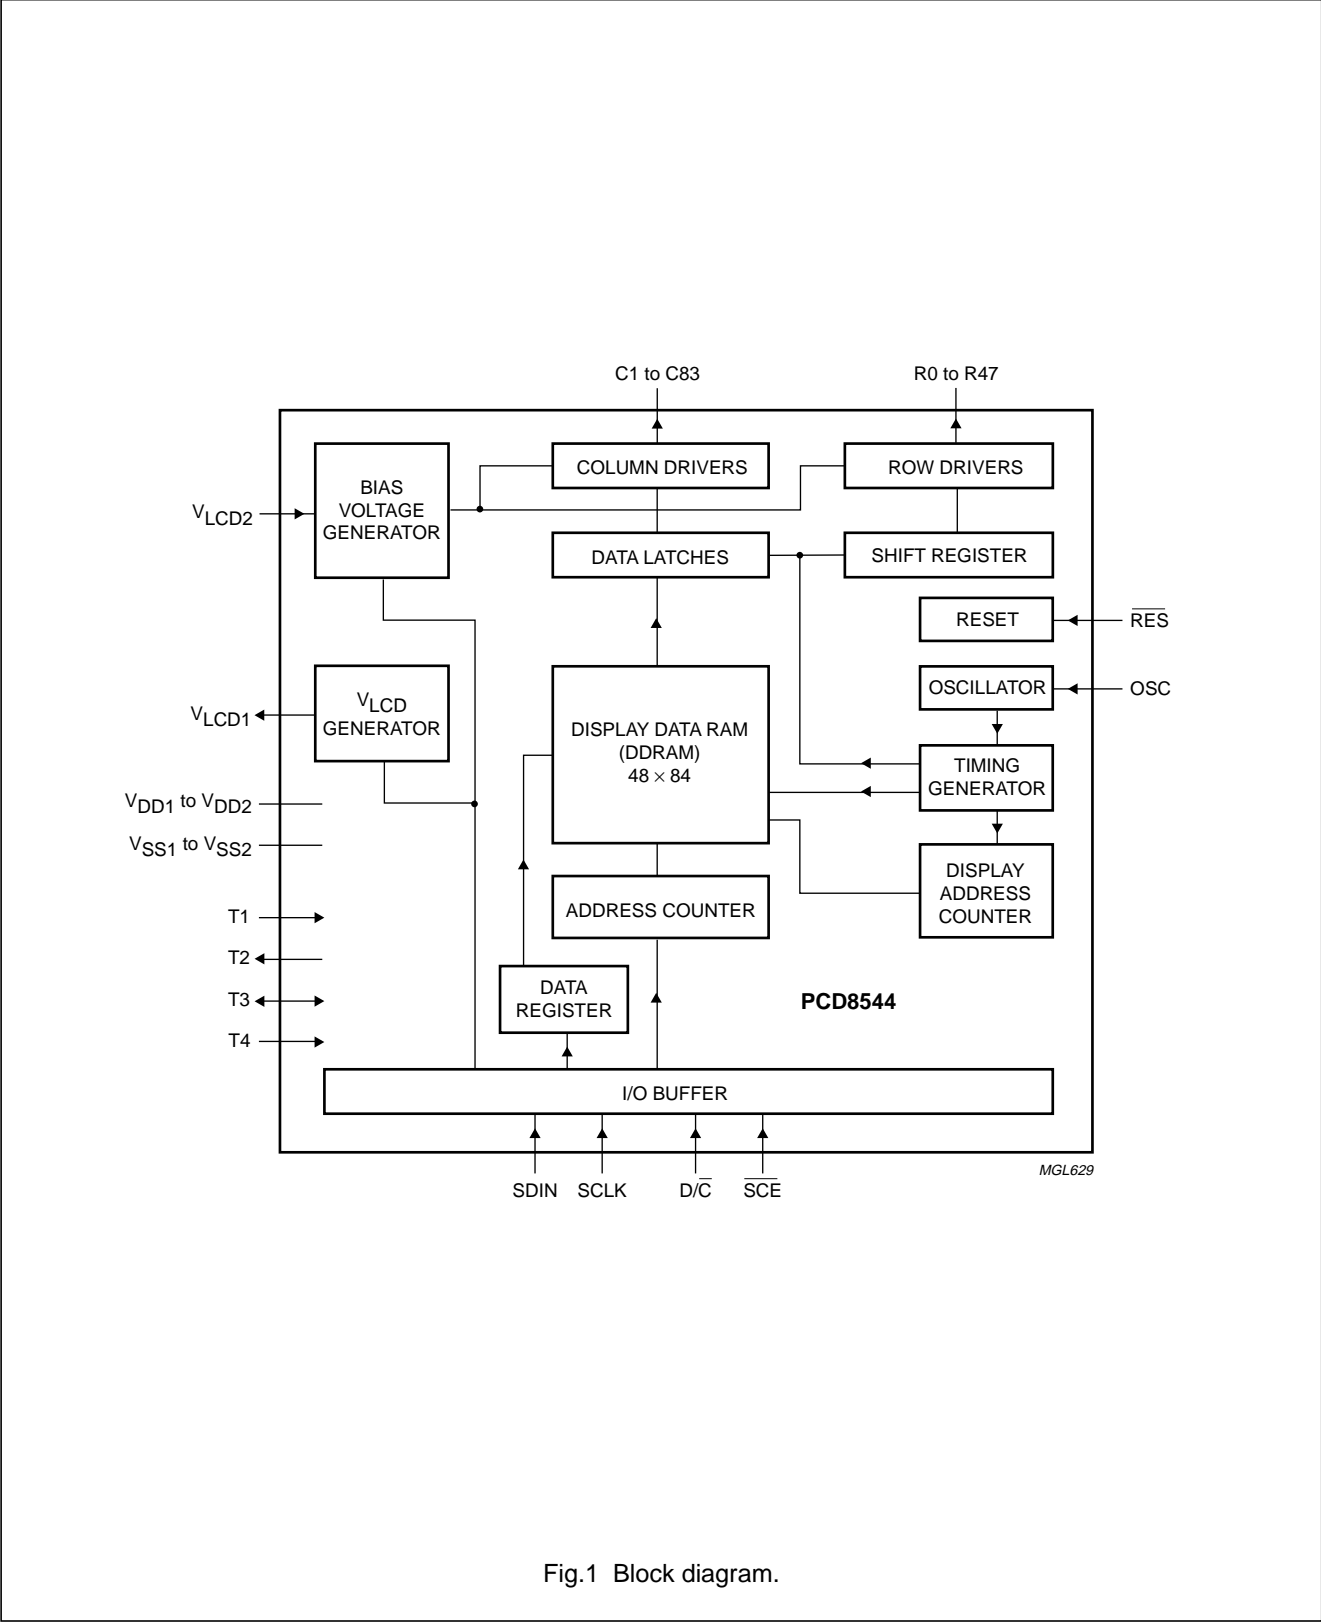 C1 to C83
R0 to R47
COLUMN DRIVERS
ROW DRIVERS
BIAS
VOLTAGE
GENERATOR
VLCD2
DATA LATCHES
SHIFT REGISTER
RESET
R̅E̅S̅
OSCILLATOR
OSC
VLCD
GENERATOR
VLCD1
DISPLAY DATA RAM
(DDRAM)
48 × 84
TIMING
GENERATOR
VDD1 to VDD2
VSS1 to VSS2
DISPLAY
ADDRESS
COUNTER
ADDRESS COUNTER
T1
T2
T3
T4
DATA
REGISTER
PCD8544
I/O BUFFER
SDIN
SCLK
D/C̅
S̅C̅E̅
MGL629
Fig.1 Block diagram.